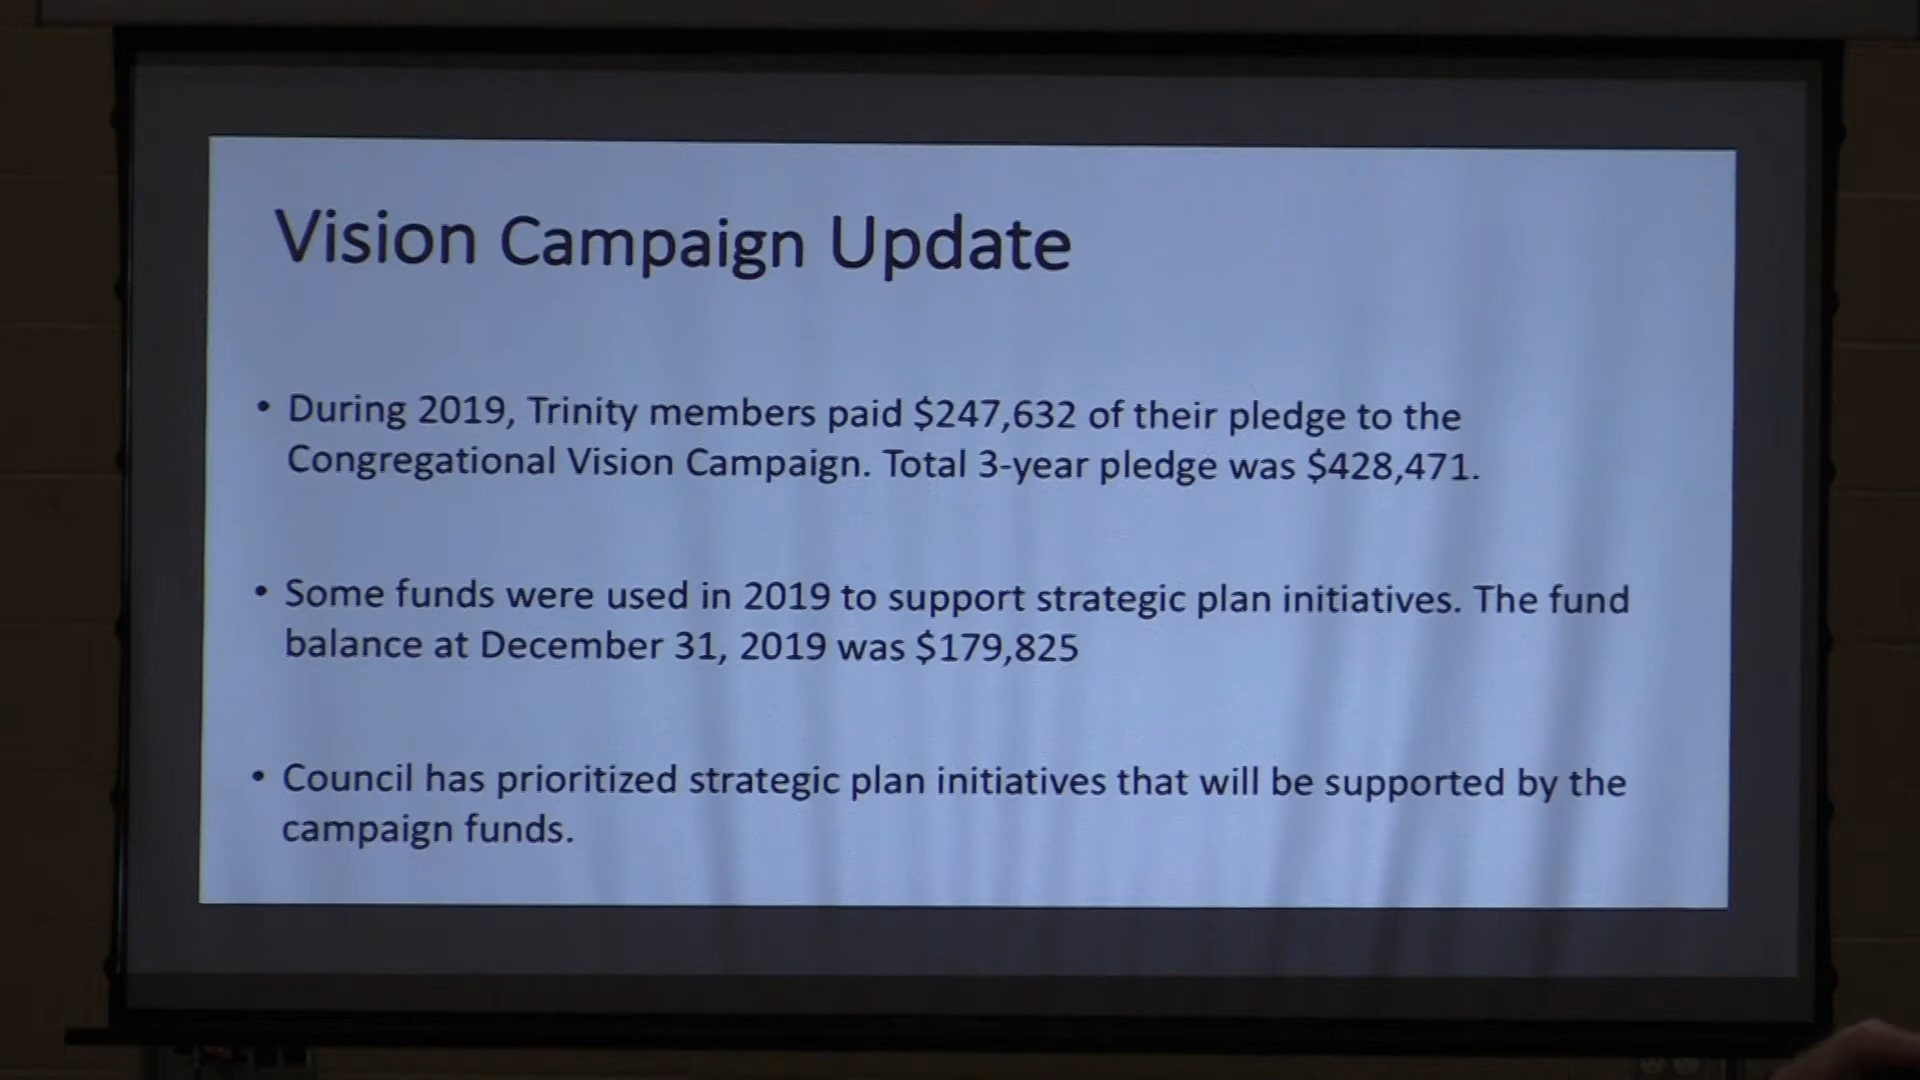 Vision Campaign Update
• During 2019, Trinity members paid $247,632 of their pledge to the
Congregational Vision Campaign. Total 3-year pledge was $428,471.
• Some funds were used in 2019 to support strategic plan initiatives. The fund
balance at December 31, 2019 was $179,825
• Council has prioritized strategic plan initiatives that will be supported by the
campaign funds.